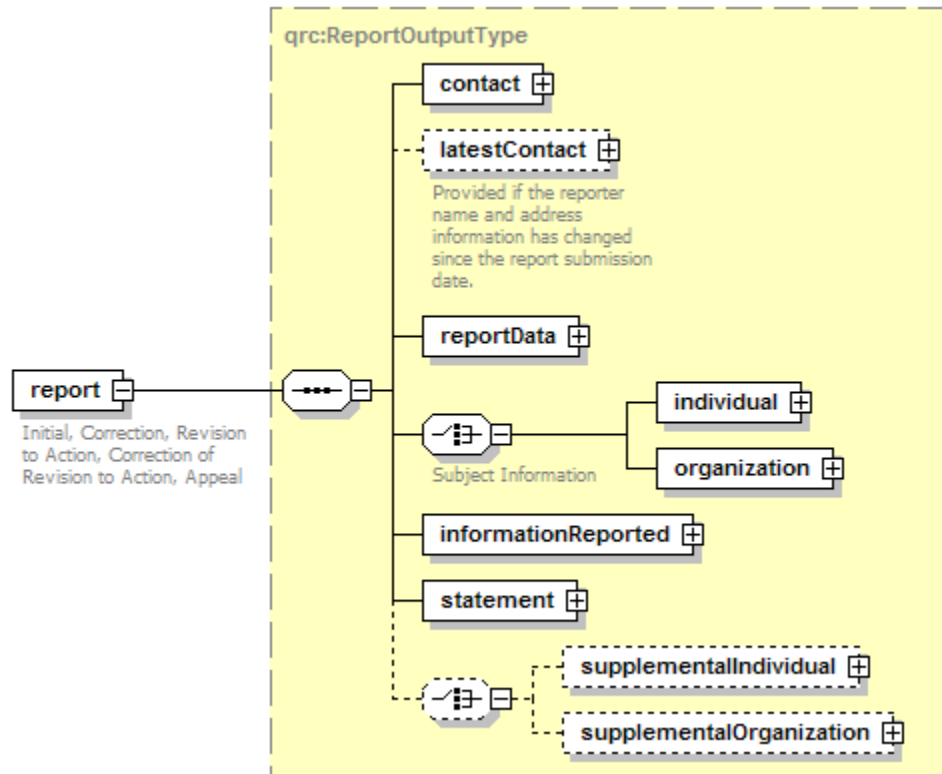 qrc:ReportOutputType
contact
latestContact
Provided if the reporter
name and address
information has changed
since the report submission
date.
reportData
report
Initial, Correction, Revision
to Action, Correction of
Revision to Action, Appeal
individual
Subject Information
organization
informationReported
statement
supplementalIndividual
supplementalOrganization